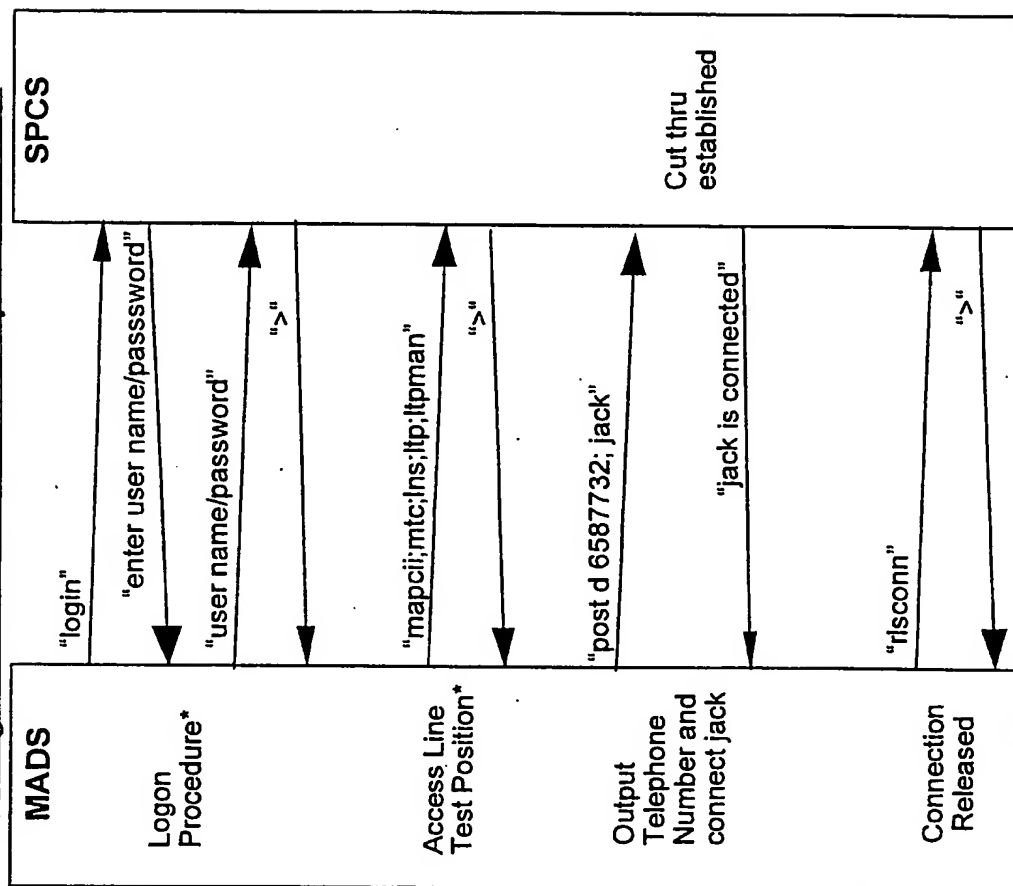 MADS
SPCS
Logon
Procedure*
"login"
"enter user name/passsword"
"user name/password"
">"
Access Line
Test Position*
"mapcii;mtc;lns;ltp;ltpman"
">"
Output
Telephone
Number and
connect jack
"post d 6587732; jack"
Cut thru
established
"jack is connected"
Connection
Released
"rlsconn"
">"